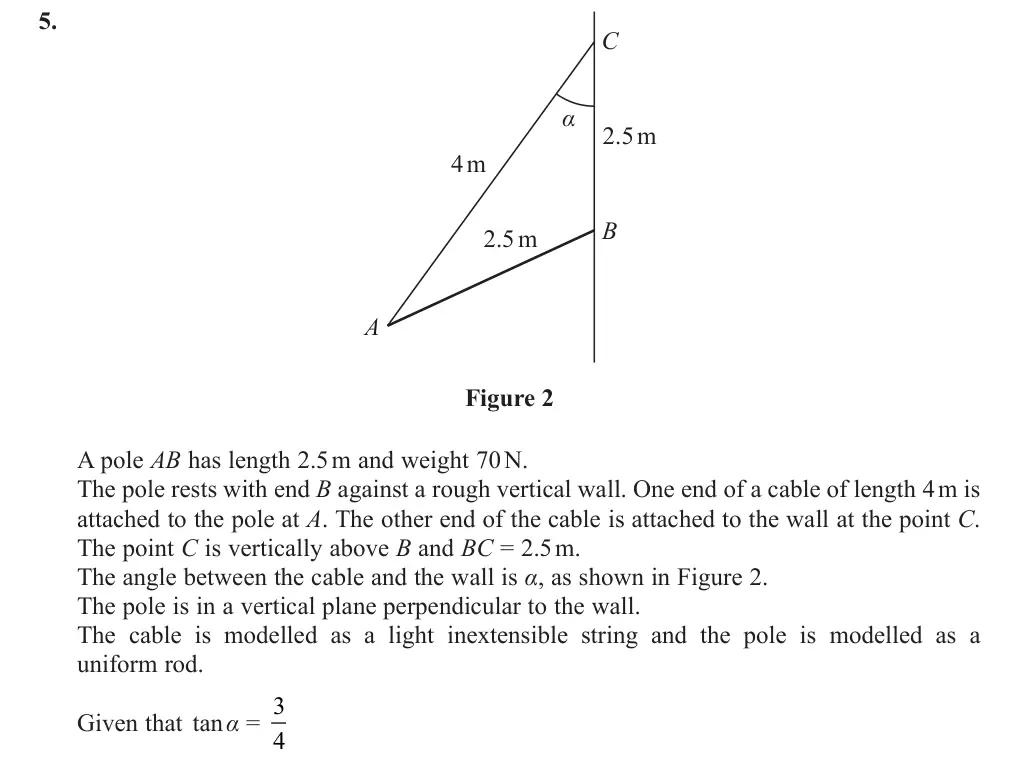 5.
C
α
2.5 m
4 m
2.5 m
B
A
Figure 2
A pole AB has length 2.5 m and weight 70 N.
The pole rests with end B against a rough vertical wall. One end of a cable of length 4 m is
attached to the pole at A. The other end of the cable is attached to the wall at the point C.
The point C is vertically above B and BC = 2.5 m.
The angle between the cable and the wall is α, as shown in Figure 2.
The pole is in a vertical plane perpendicular to the wall.
The cable is modelled as a light inextensible string and the pole is modelled as a
uniform rod.
Given that tan α = 3/4